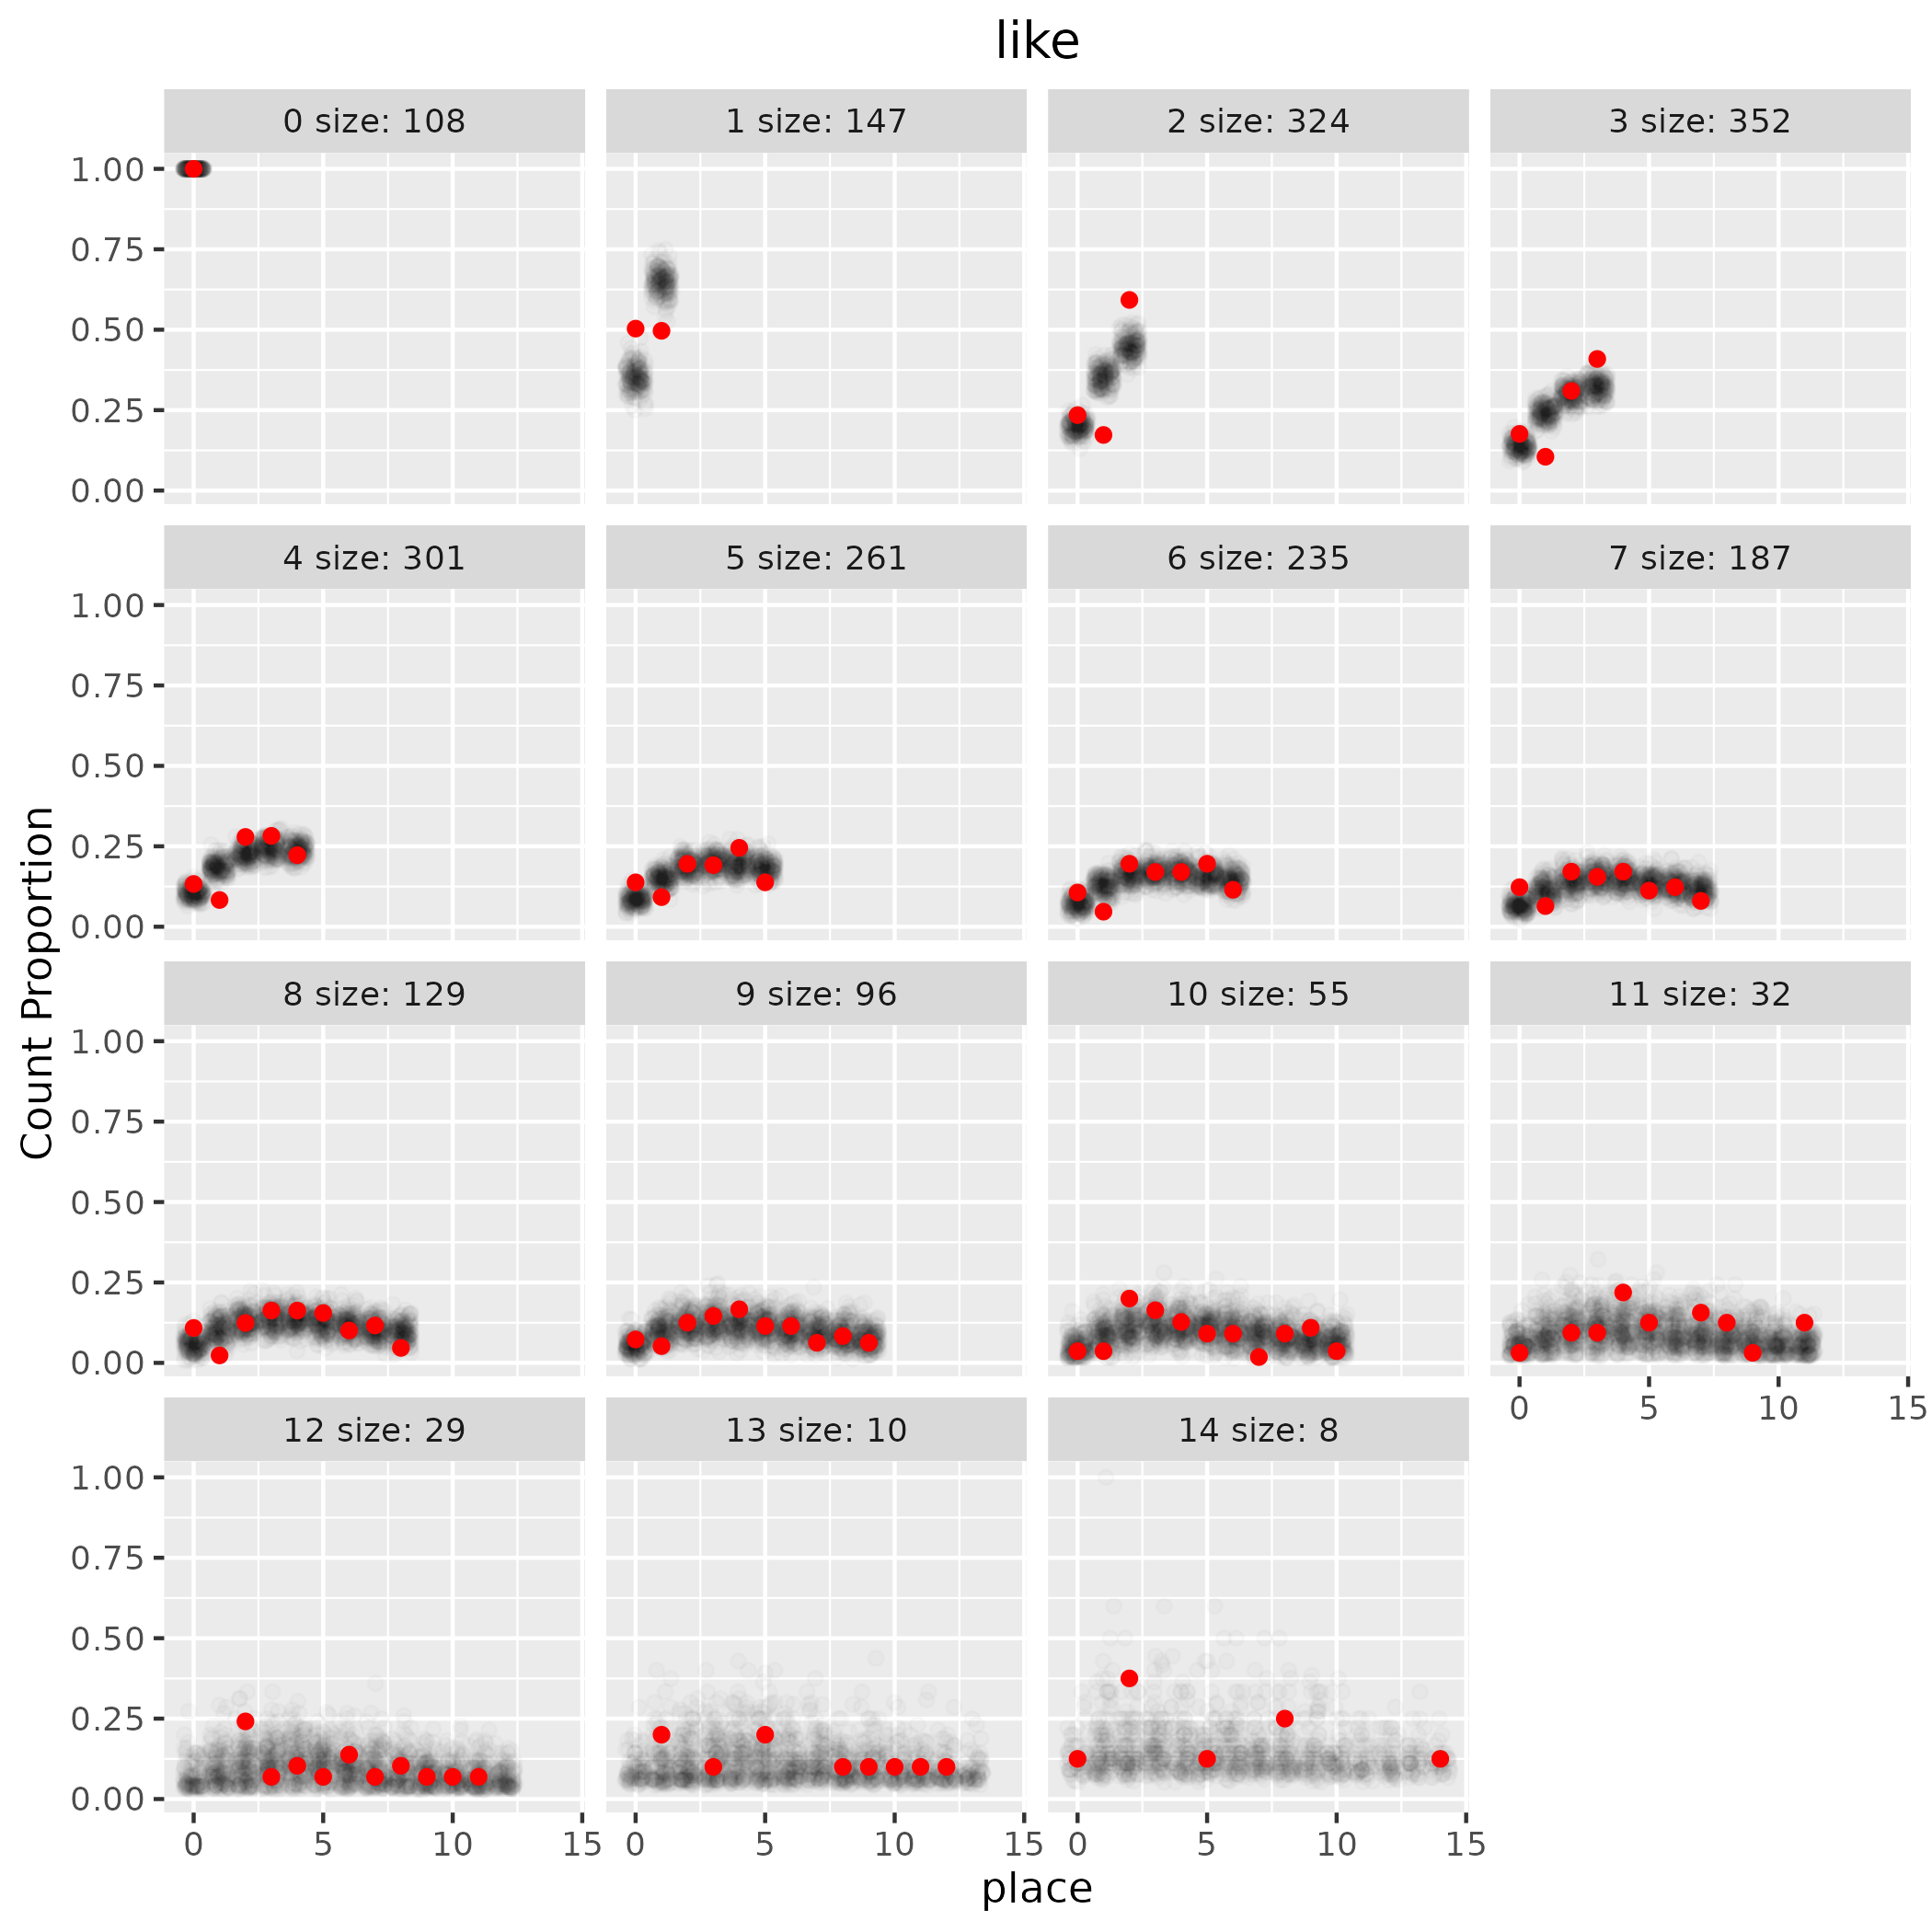 like
0 size: 108
1 size: 147
2 size: 324
3 size: 352
1.00
0.75
0.50
0.25
0.00
4 size: 301
5 size: 261
6 size: 235
7 size: 187
1.00
0.75
0.50
0.25
0.00
Count Proportion
8 size: 129
9 size: 96
10 size: 55
11 size: 32
1.00
0.75
0.50
0.25
0.00
0 5 10 15
12 size: 29
13 size: 10
14 size: 8
1.00
0.75
0.50
0.25
0.00
0 5 10 15
0 5 10 15
0 5 10 15
place